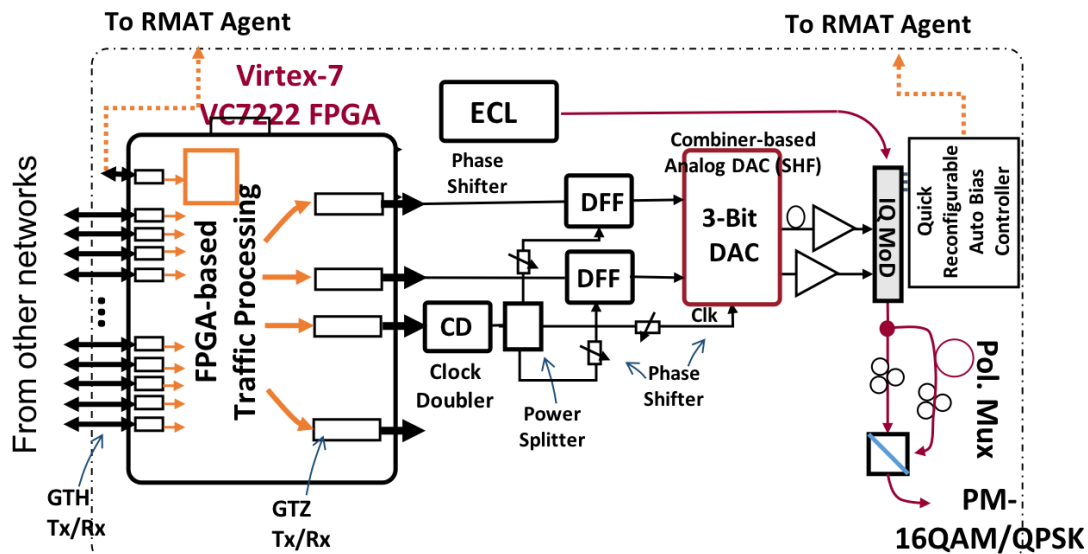 To RMAT Agent
To RMAT Agent
Virtex-7
VC7222 FPGA
ECL
Phase
Shifter
Combiner-based
Analog DAC (SHF)
DFF
DFF
3-Bit
DAC
IQ MoD
Quick
Reconfigurable
Auto Bias
Controller
From other networks
...
FPGA-based
Traffic Processing
CD
Clock
Doubler
Clk
Phase
Shifter
Power
Splitter
Pol. Mux
GTH
Tx/Rx
GTZ
Tx/Rx
PM-
16QAM/QPSK